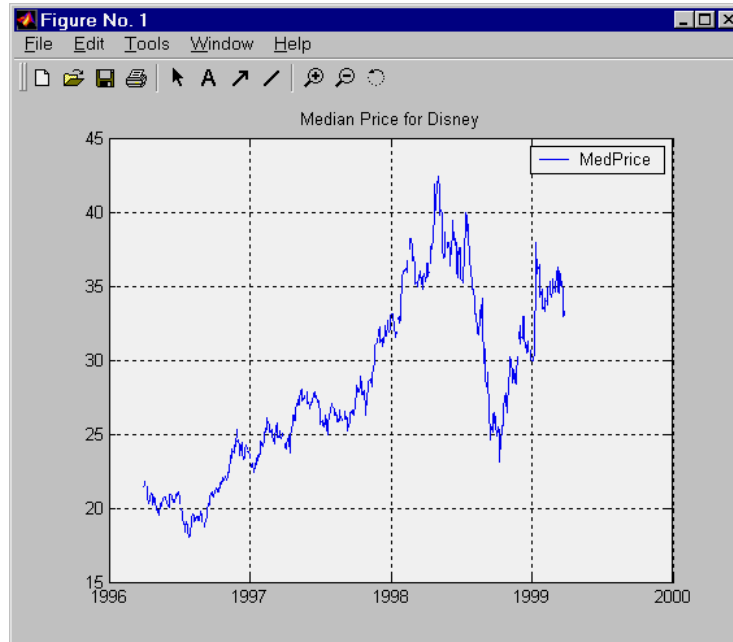 Figure No. 1
File Edit Tools Window Help
A
Median Price for Disney
MedPrice
45
40
35
30
25
20
15
1996 1997 1998 1999 2000